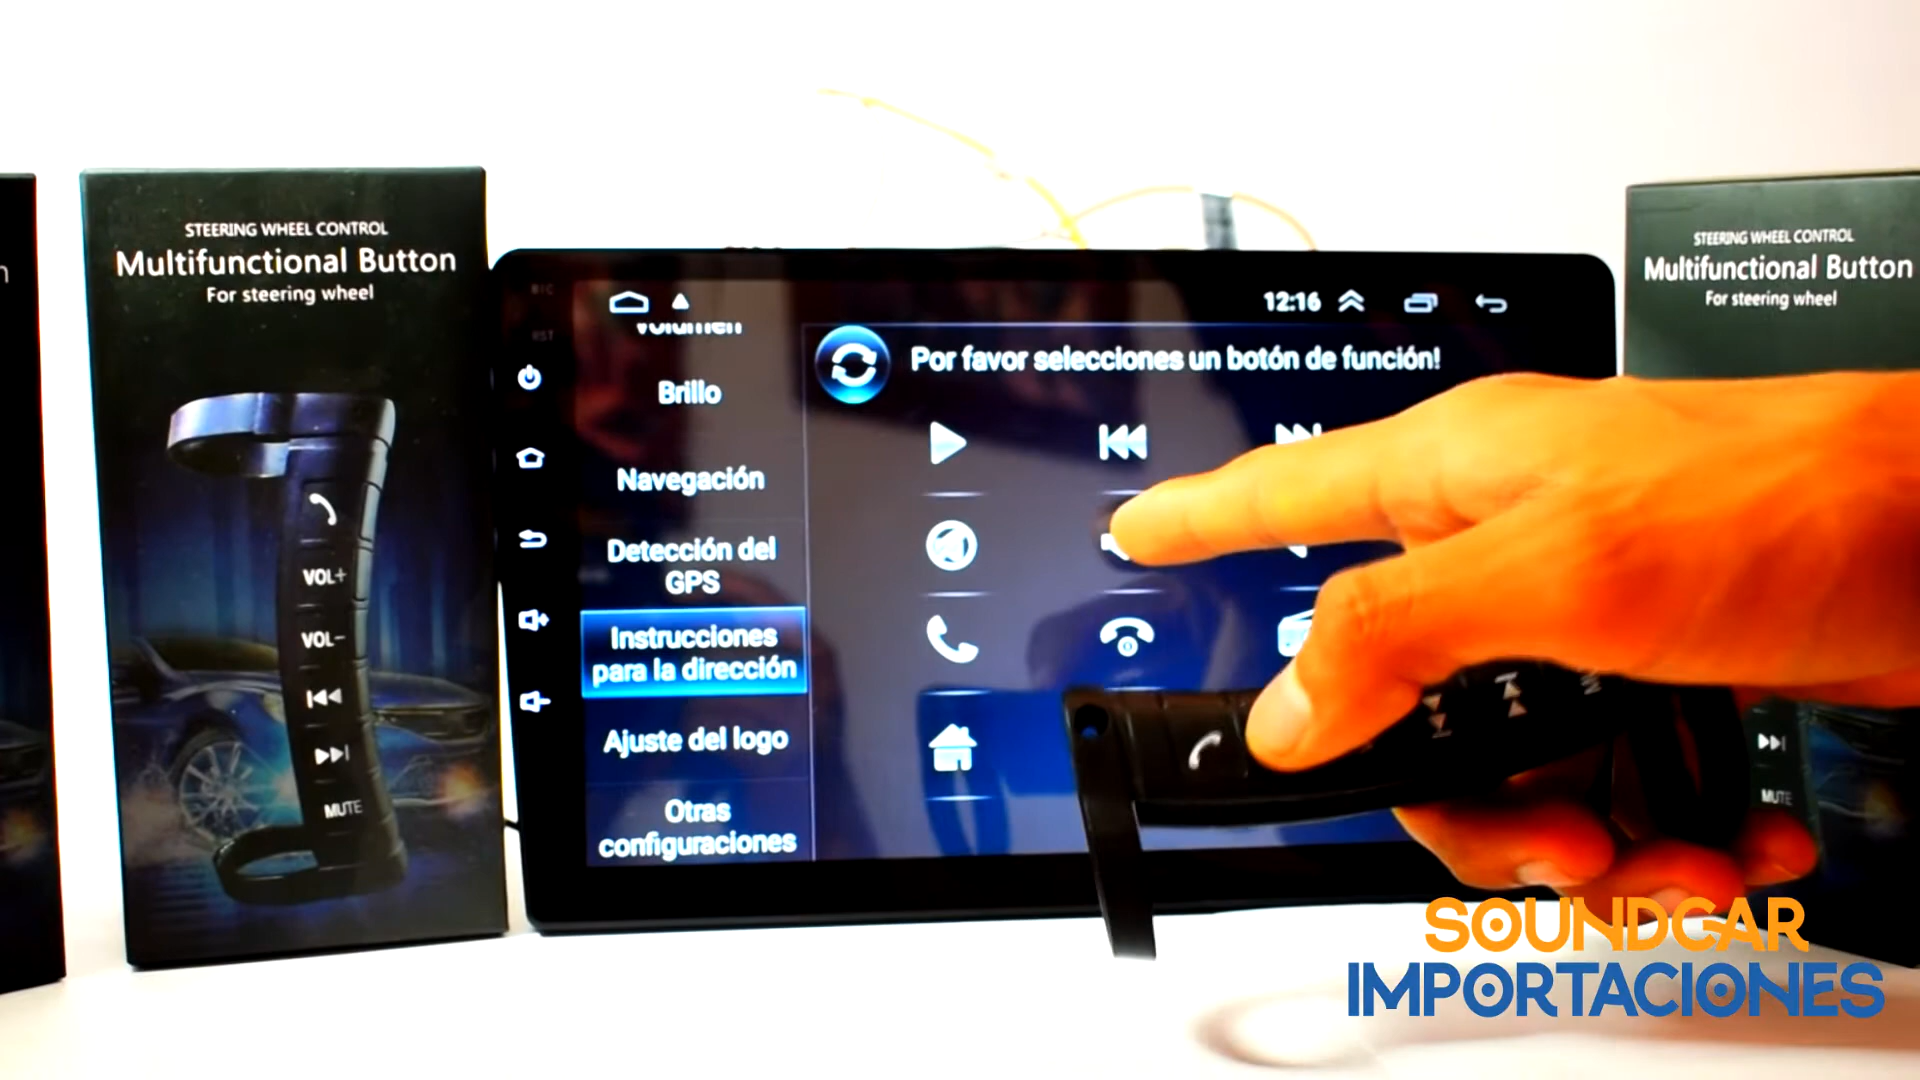 STEERING WHEEL CONTROL
Multifunctional Button
For steering wheel
VOL+
VOL-
MUTE
RST
12:16
Brillo
Navegación
Detección del
GPS
Instrucciones
para la dirección
Ajuste del logo
Otras
configuraciones
Por favor selecciones un botón de función!
STEERING WHEEL CONTROL
Multifunctional Button
For steering wheel
MUTE
SOUNDCAR
IMPORTACIONES